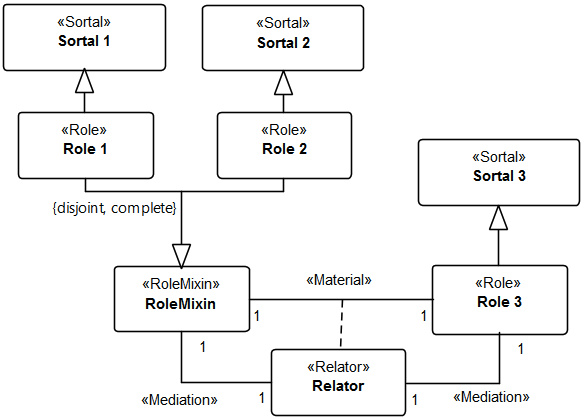 «Sortal»
Sortal 1
«Sortal»
Sortal 2
«Role»
Role 1
«Role»
Role 2
«Sortal»
Sortal 3
{disjoint, complete}
«RoleMixin»
RoleMixin
«Material»
«Role»
Role 3
1
1
1
1
«Relator»
Relator
«Mediation»
1
1
«Mediation»